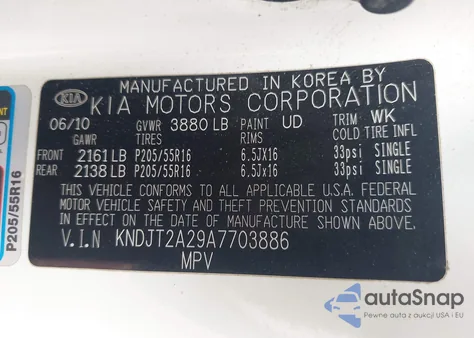 MANUFACTURED IN KOREA BY
KIA KIA MOTORS CORPORATION
06/10 GVWR 3880 LB PAINT UD TRIM WK
GAWR TIRES RIMS COLD TIRE INFL
FRONT 2161 LB P205/55R16 6.5JX16 33psi SINGLE
REAR 2138 LB P205/55R16 6.5Jx16 33psi SINGLE
THIS VEHICLE CONFORMS TO ALL APPLICABLE U.S.A. FEDERAL
MOTOR VEHICLE SAFETY AND THEFT PREVENTION STANDARDS
IN EFFECT ON THE DATE OF MANUFACTURE SHOWN ABOVE.
V.I.N KNDJT2A29A7703886
MPV
P205/55R16
autoSnap
Pewne auta z aukcji USA i EU